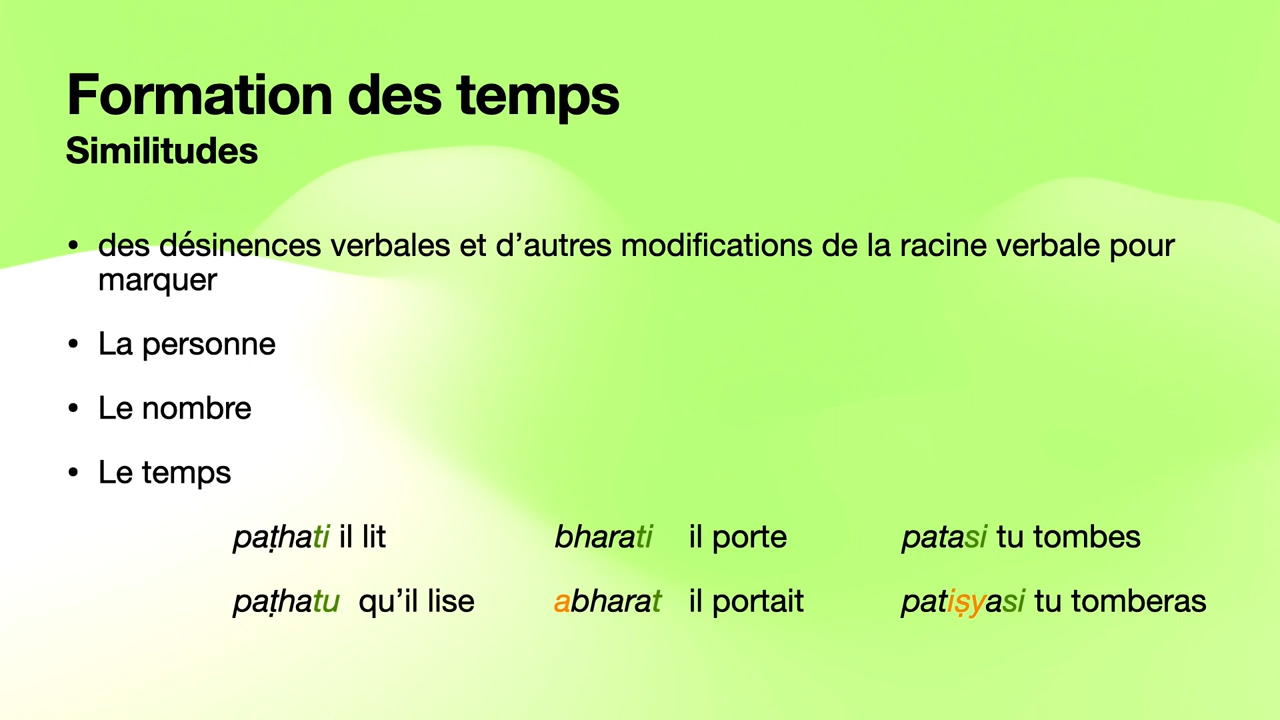 Formation des temps
Similitudes
• des désinences verbales et d’autres modifications de la racine verbale pour
marquer
• La personne
• Le nombre
• Le temps
paṭhati il lit bharati il porte patasi tu tombes
paṭhatu qu’il lise abharat il portait patiṣyasi tu tomberas